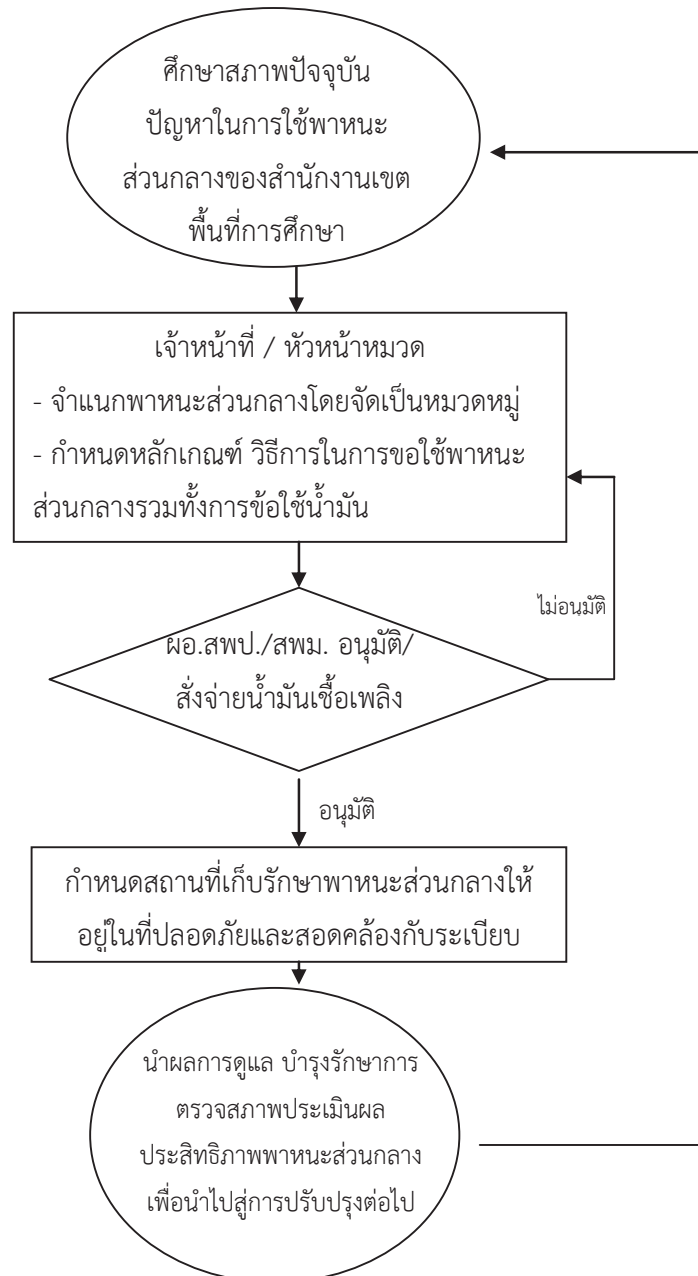 ศึกษาสภาพปัจจุบัน
ปัญหาในการใช้พาหนะ
ส่วนกลางของสำนักงานเขต
พื้นที่การศึกษา
เจ้าหน้าที่ / หัวหน้าหมวด
- จำแนกพาหนะส่วนกลางโดยจัดเป็นหมวดหมู่
- กำหนดหลักเกณฑ์ วิธีการในการขอใช้พาหนะ
ส่วนกลางรวมทั้งการข้อใช้น้ำมัน
ไม่อนุมัติ
ผอ.สพป./สพม. อนุมัติ/
สั่งจ่ายน้ำมันเชื้อเพลิง
อนุมัติ
กำหนดสถานที่เก็บรักษาพาหนะส่วนกลางให้
อยู่ในที่ปลอดภัยและสอดคล้องกับระเบียบ
นำผลการดูแล บำรุงรักษาการ
ตรวจสภาพประเมินผล
ประสิทธิภาพพาหนะส่วนกลาง
เพื่อนำไปสู่การปรับปรุงต่อไป